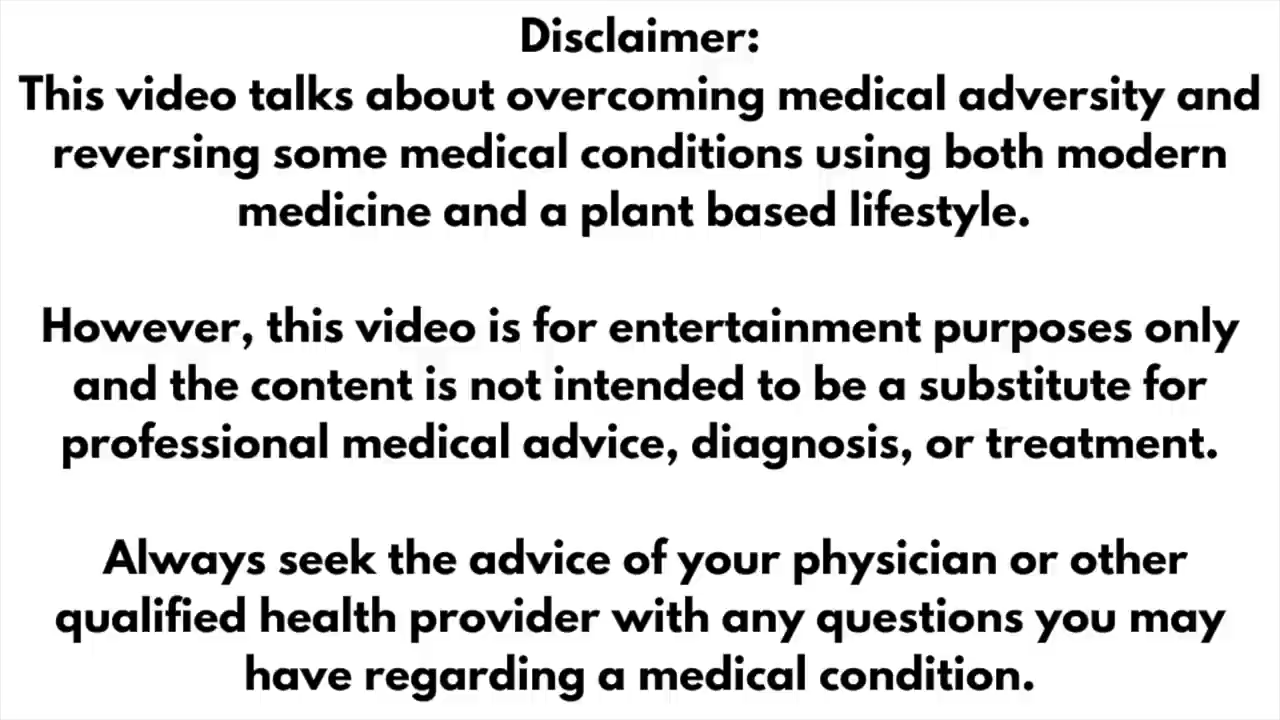 Disclaimer:
This video talks about overcoming medical adversity and
reversing some medical conditions using both modern
medicine and a plant based lifestyle.
However, this video is for entertainment purposes only
and the content is not intended to be a substitute for
professional medical advice, diagnosis, or treatment.
Always seek the advice of your physician or other
qualified health provider with any questions you may
have regarding a medical condition.